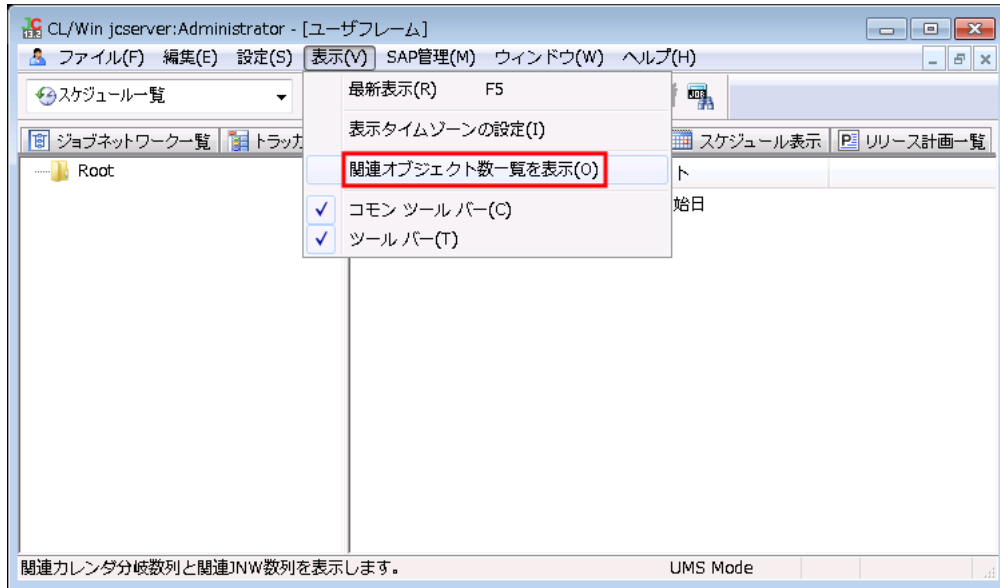 CL/Win jcserver:Administrator - [ユーザフレーム]
ファイル(F) 編集(E) 設定(S) 表示(V) SAP管理(M) ウィンドウ(W) ヘルプ(H)
スケジュール一覧
最新表示(R) F5
表示タイムゾーンの設定(I)
関連オブジェクト数一覧を表示(O)
コモン ツール バー(C)
ツール バー(T)
ジョブネットワーク一覧 トラッカ スケジュール表示 リリース計画一覧
Root
ト
始日
関連カレンダ分岐数列と関連JNW数列を表示します。 UMS Mode